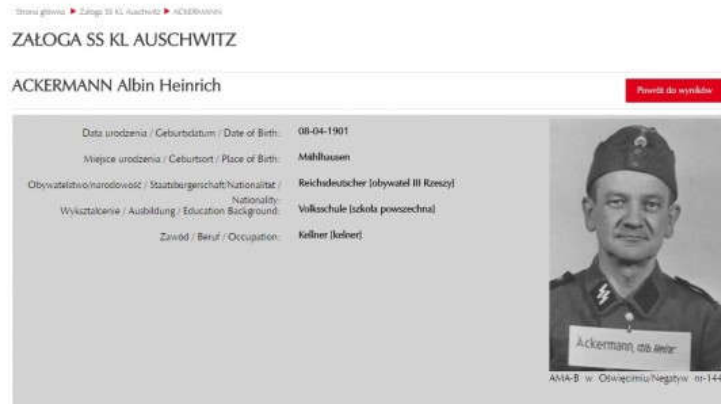 Strona główna ▶ Załoga SS KL Auschwitz ▶ ACKERMANN
ZAŁOGA SS KL AUSCHWITZ
ACKERMANN Albin Heinrich
Powrót do wyników
Data urodzenia / Geburtsdatum / Date of Birth: 08-04-1901
Miejsce urodzenia / Geburtsort / Place of Birth: Mühlhausen
Obywatelstwo/narodowość / Staatsbergerschaft/Nationalität / Nationality: Reichsdeutscher [obywatel III Rzeszy]
Wykształcenie / Ausbildung / Education Background: Volksschule [szkoła powszechna]
Zawód / Beruf / Occupation: Kellner [kelner]
Ackermann,
AMA-B w Oświęcimiu/Negatyw nr-144